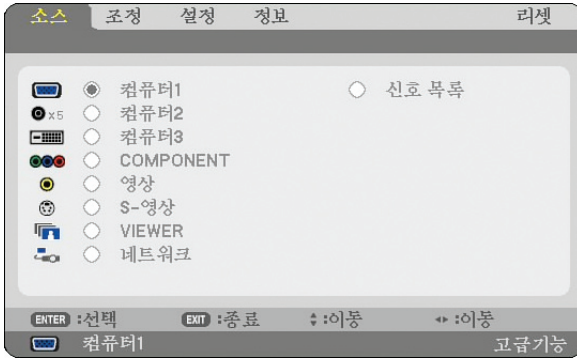 소스 조정 설정 정보 리셋
컴퓨터1 신호 목록
x5 컴퓨터2
컴퓨터3
COMPONENT
영상
S-영상
VIEWER
네트워크
ENTER :선택 EXIT :종료 :이동 :이동
컴퓨터1 고급기능